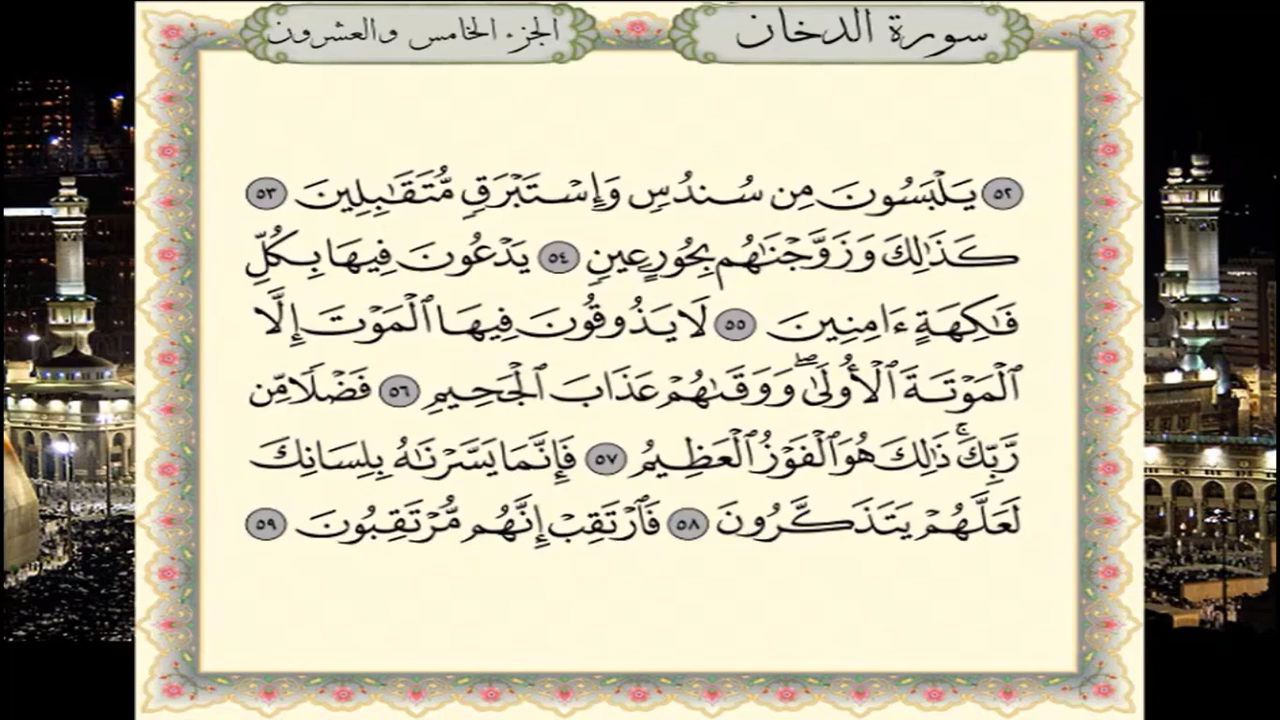 سورة الدخان
الجزء الخامس والعشرون
٥٢ يَلْبَسُونَ مِن سُندُسٍ وَإِسْتَبْرَقٍ مُّتَقَـٰبِلِينَ ٥٣
كَذَٰلِكَ وَزَوَّجْنَـٰهُم بِحُورٍ عِينٍ ٥٤ يَدْعُونَ فِيهَا بِكُلِّ
فَـٰكِهَةٍ ءَامِنِينَ ٥٥ لَا يَذُوقُونَ فِيهَا ٱلْمَوْتَ إِلَّا
ٱلْمَوْتَةَ ٱلْأُولَىٰ ۖ وَوَقَىٰهُمْ عَذَابَ ٱلْجَحِيمِ ٥٦ فَضْلًا مِّن
رَّبِّكَ ۚ ذَٰلِكَ هُوَ ٱلْفَوْزُ ٱلْعَظِيمُ ٥٧ فَإِنَّمَا يَسَّرْنَـٰهُ بِلِسَانِكَ
لَعَلَّهُمْ يَتَذَكَّرُونَ ٥٨ فَٱرْتَقِبْ إِنَّهُم مُّرْتَقِبُونَ ٥٩